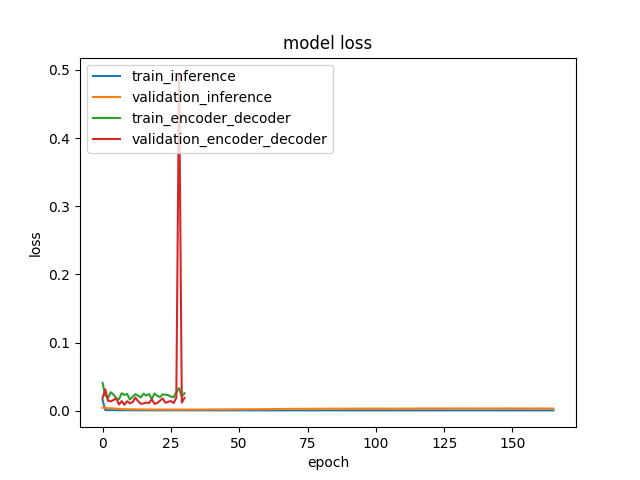 model loss
train_inference
validation_inference
train_encoder_decoder
validation_encoder_decoder
0.5
0.4
0.3
0.2
0.1
0.0
loss
0 25 50 75 100 125 150
epoch